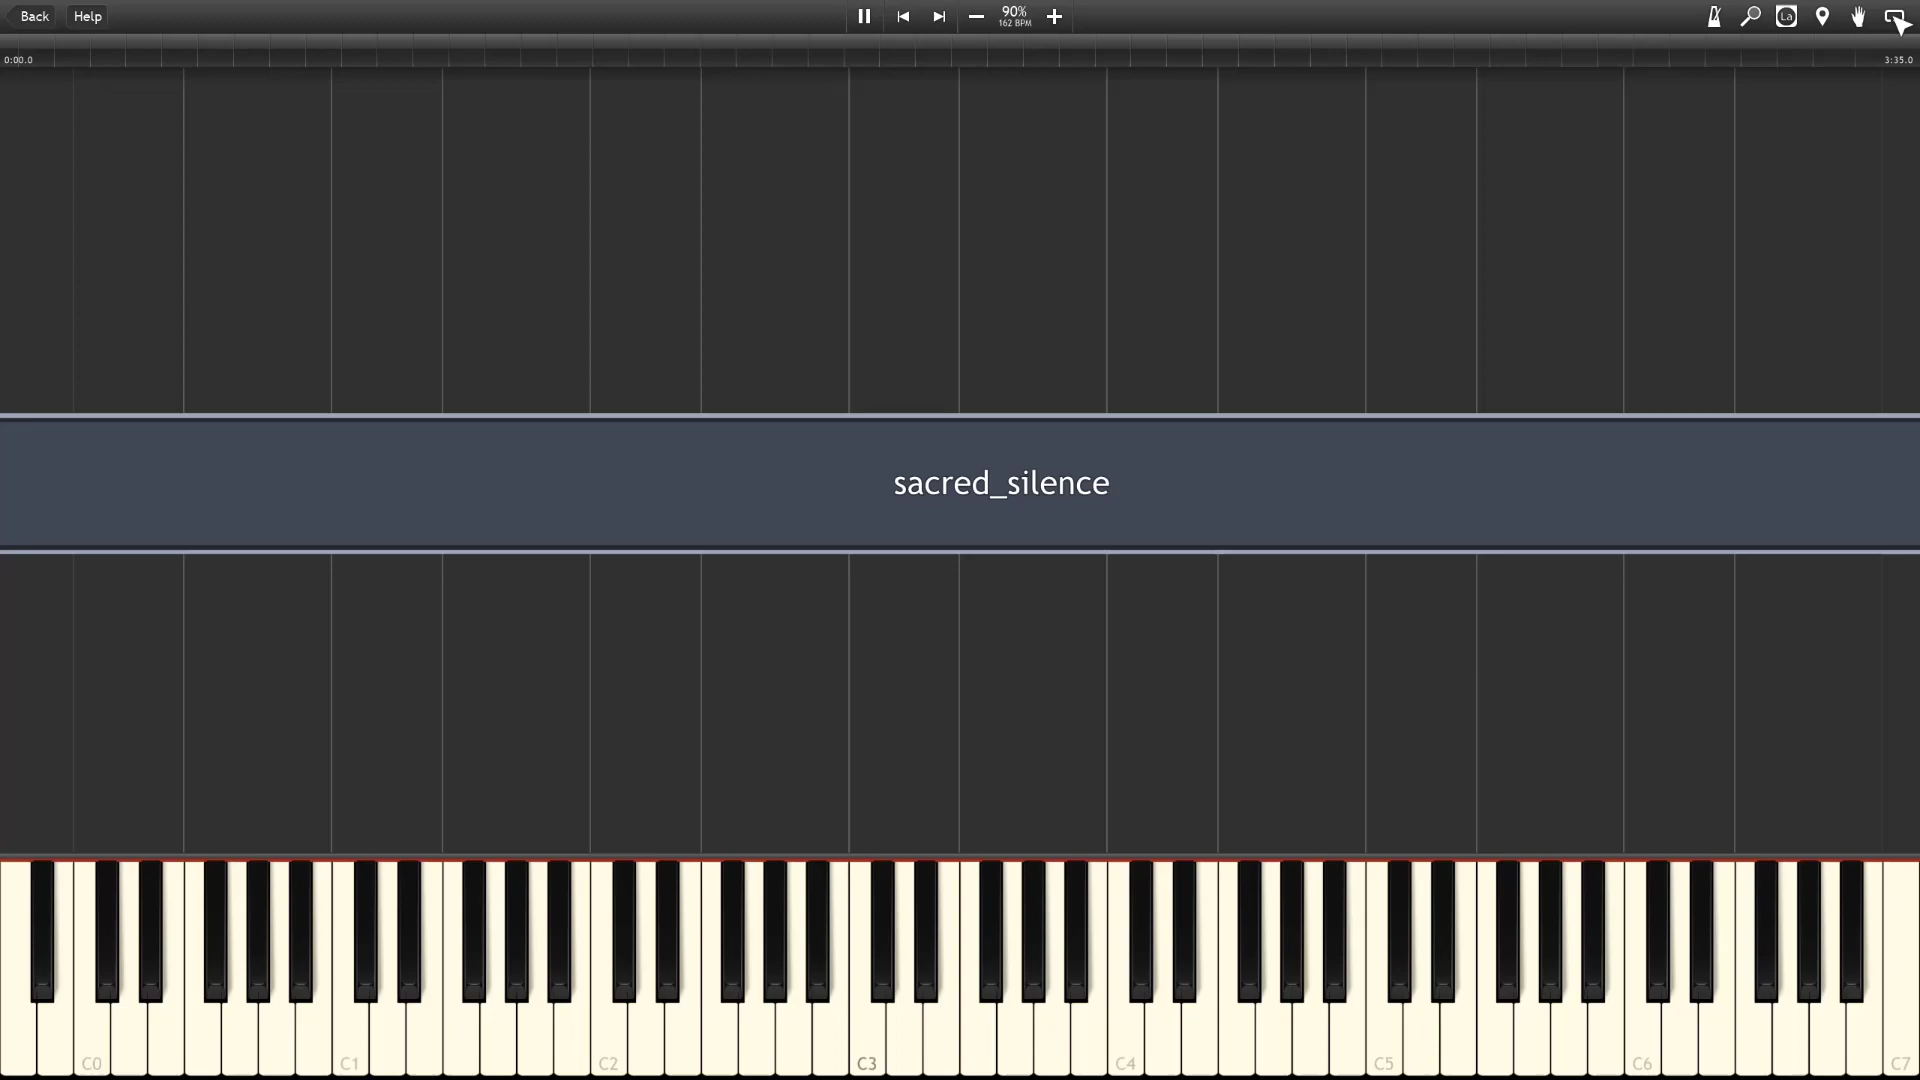 Back Help
90%
162 BPM
La
0:00.0 3:35.0
sacred_silence
C0 C1 C2 C3 C4 C5 C6 C7